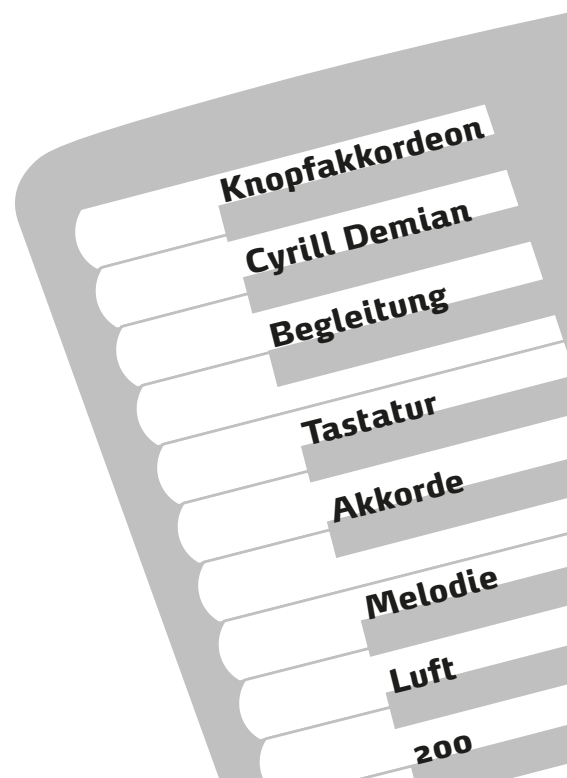 Knopfakkordeon
Cyrill Demian
Begleitung
Tastatur
Akkorde
Melodie
Luft
200